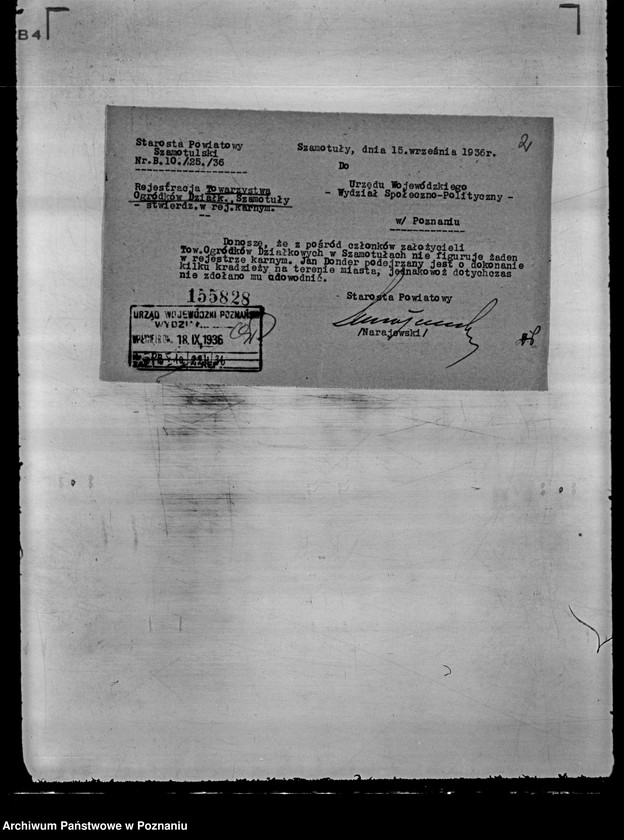 B4
2
Starosta Powiatowy
Szamotulski
Nr.B.10./25./36
Szamotuły, dnia 15.września 1936r.
Do
Urzędu Wojewódzkiego
- Wydział Społeczno-Polityczny -
w/ Poznaniu
Rejestracja Towarzystwa
Ogródków Działk., Szamotuły
- stwierdz.w rej.karnym.
Donoszę, że z pośród członków założycieli
Tow.Ogródków Działkowych w Szamotułach nie figuruje żaden
w rejestrze karnym. Jan Donder podejrzany jest o dokonanie
kilku kradzieży na terenie miasta, jednakowoż dotychczas
nie zdołano mu udowodnić.
155828
Starosta Powiatowy
/Narajewski/
URZĄD WOJEWÓDZKI POZNAŃSKI
WYDZIAŁ
18.IX.1936
Archiwum Państwowe w Poznaniu